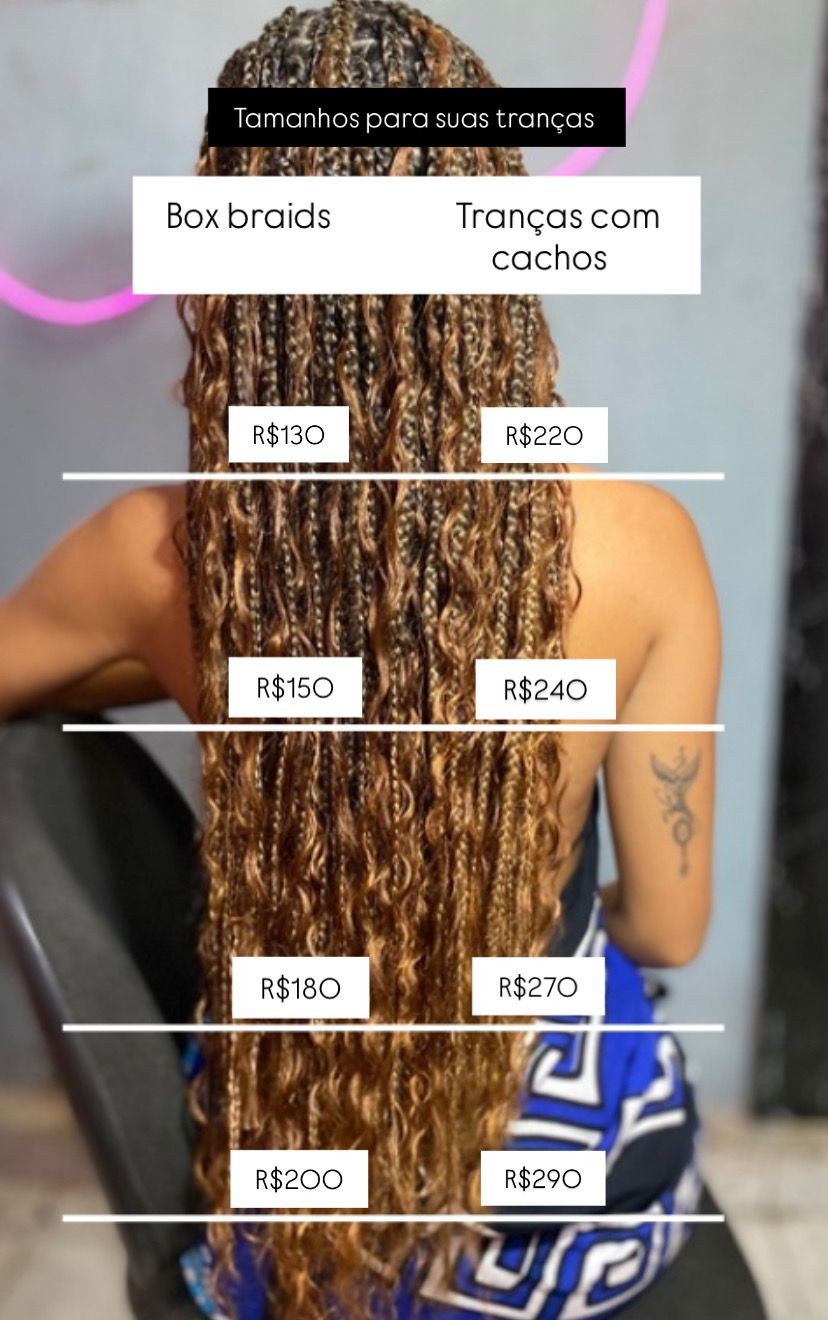 Tamanhos para suas tranças
Box braids
Tranças com
cachos
R$130
R$220
R$150
R$240
R$180
R$270
R$200
R$290